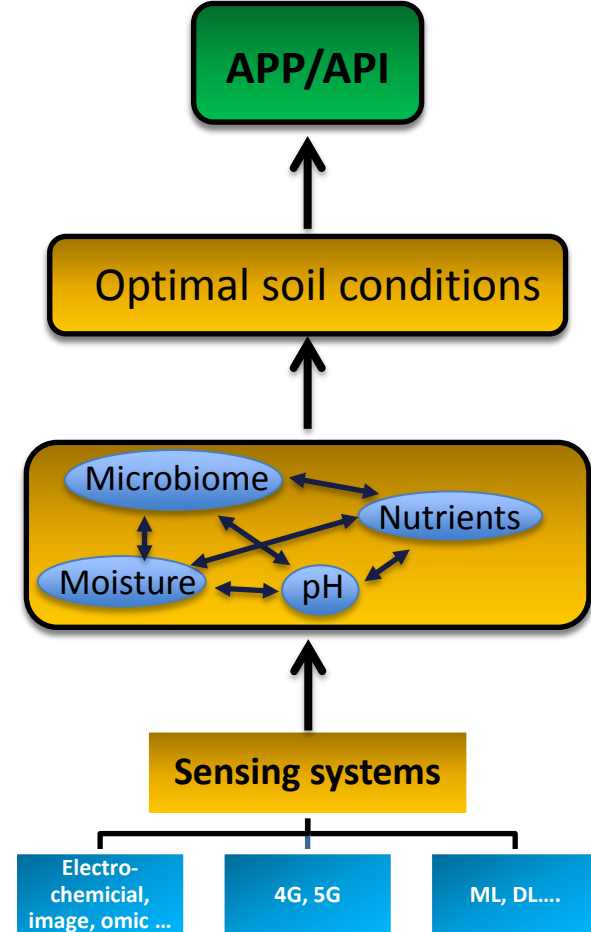 APP/API
Optimal soil conditions
Microbiome
Nutrients
Moisture
pH
Sensing systems
Electro-
chemicial,
image, omic ...
4G, 5G
ML, DL....